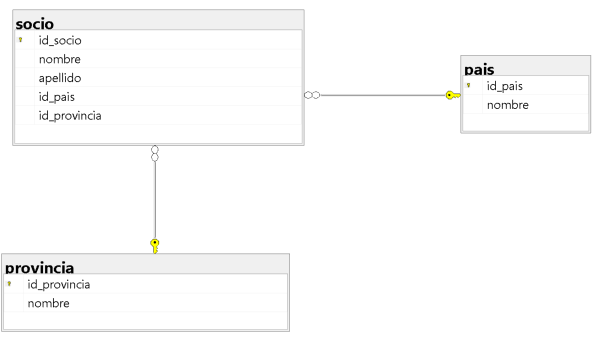 socio
id_socio
nombre
apellido
id_pais
id_provincia
pais
id_pais
nombre
provincia
id_provincia
nombre